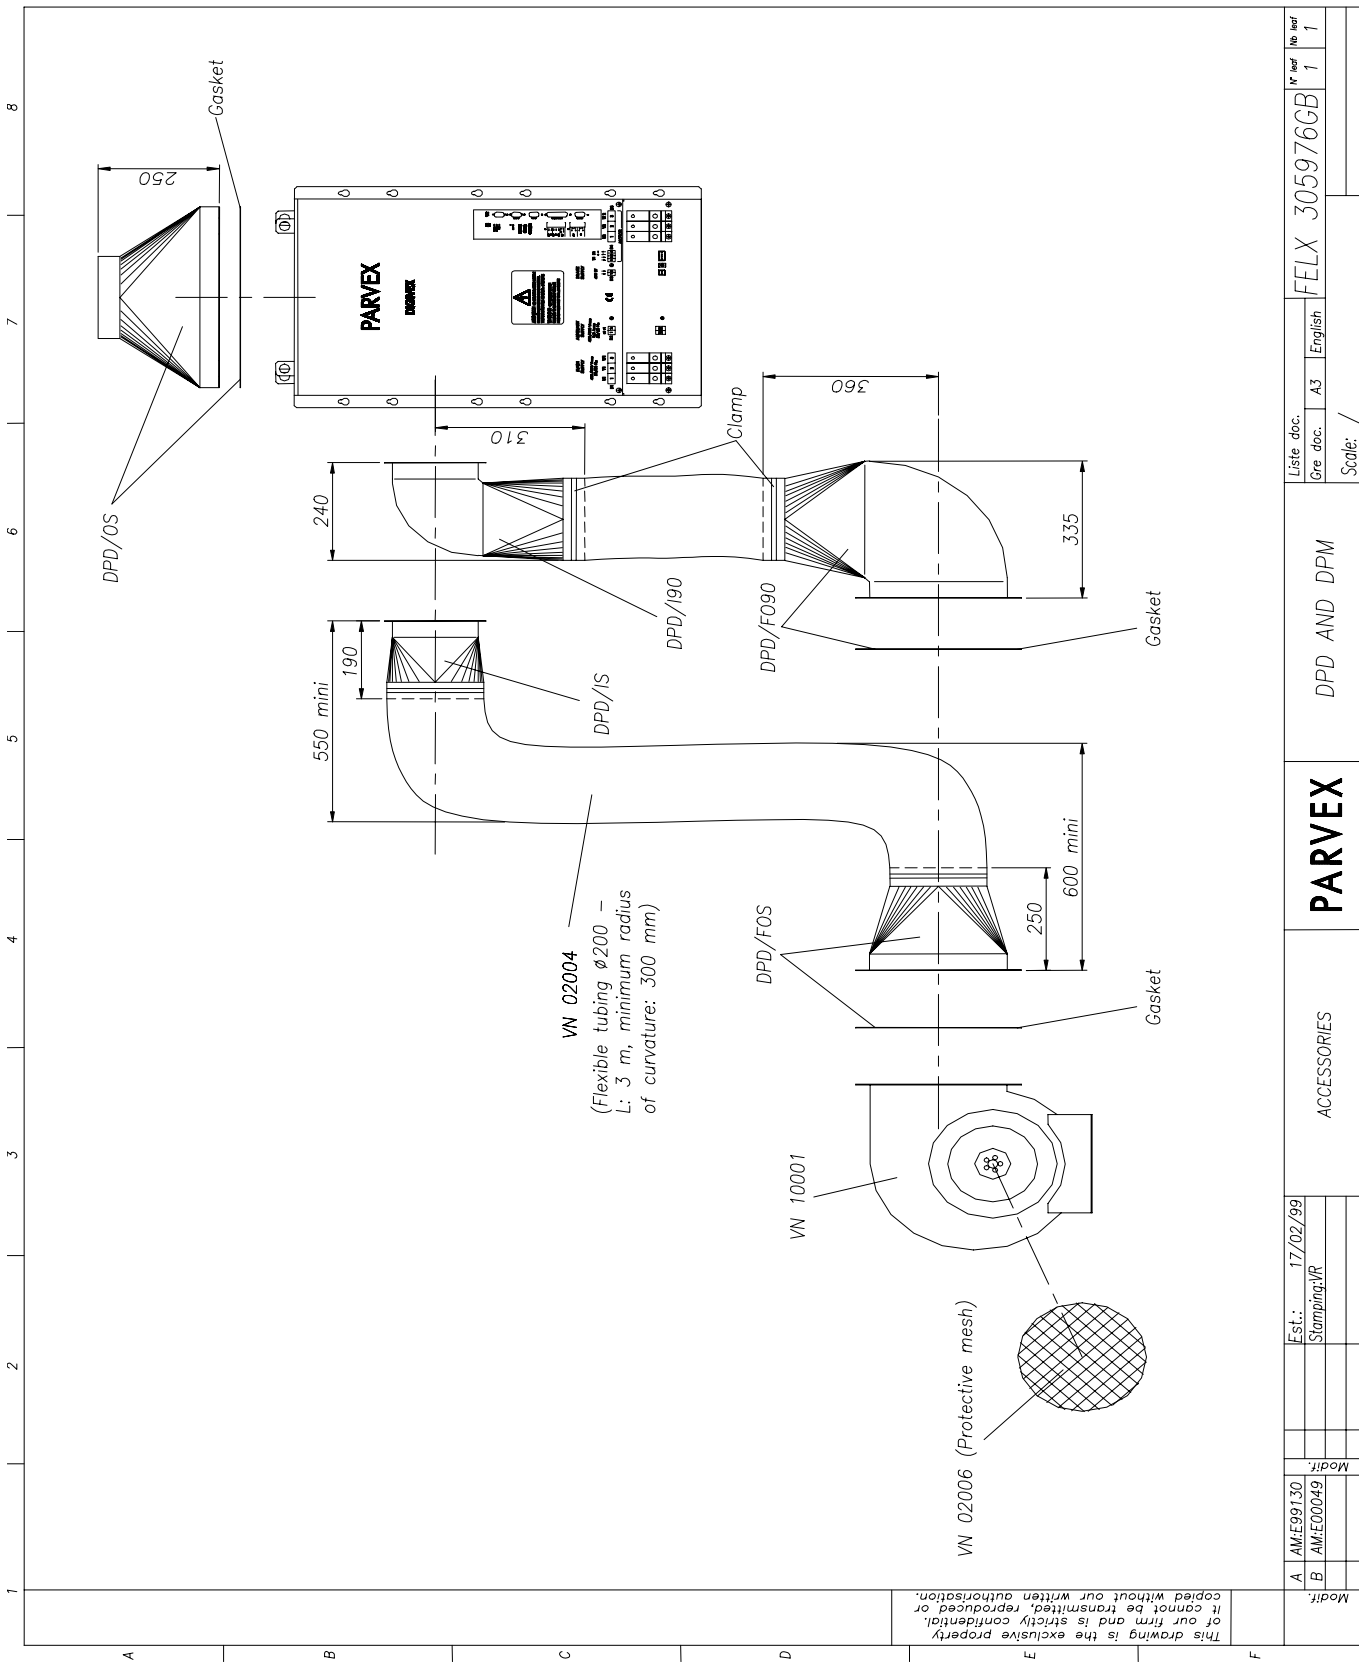 1
2
3
4
5
6
7
8
A
B
C
D
E
F
DPD/OS
250
Gasket
PARVEX
DIGIVEX
240
310
DPD/I90
Clamp
360
DPD/FO90
335
Gasket
550 mini
190
DPD/IS
VN 02004
(Flexible tubing ø200 –
L: 3 m, minimum radius
of curvature: 300 mm)
DPD/FOS
250
600 mini
Gasket
VN 10001
VN 02006 (Protective mesh)
This drawing is the exclusive property
of our firm and is strictly confidential.
It cannot be transmitted, reproduced or
copied without our written authorisation.
Modif.
A AM:E99130
B AM:E00049
Modif.
Est.: 17/02/99
Stamping:VR
ACCESSORIES
PARVEX
DPD AND DPM
Liste doc.
Gre doc. A3 English
Scale: /
FELX 305976GB
N° leaf 1
Nb leaf 1